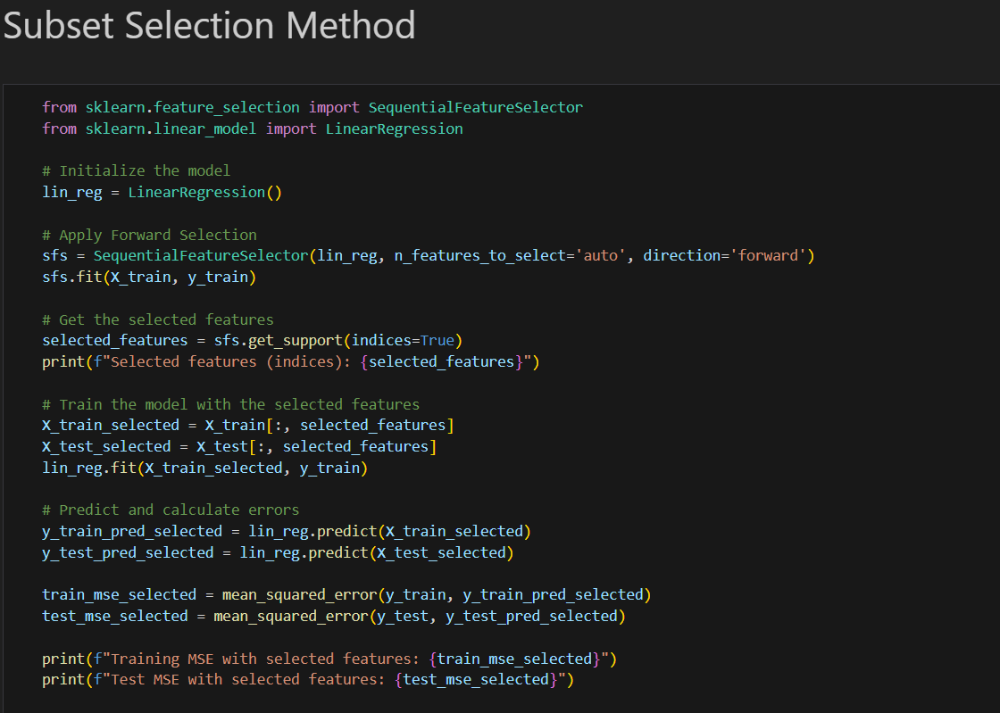 Subset Selection Method
from sklearn.feature_selection import SequentialFeatureSelector
from sklearn.linear_model import LinearRegression
# Initialize the model
lin_reg = LinearRegression()
# Apply Forward Selection
sfs = SequentialFeatureSelector(lin_reg, n_features_to_select='auto', direction='forward')
sfs.fit(X_train, y_train)
# Get the selected features
selected_features = sfs.get_support(indices=True)
print(f"Selected features (indices): {selected_features}")
# Train the model with the selected features
X_train_selected = X_train[:, selected_features]
X_test_selected = X_test[:, selected_features]
lin_reg.fit(X_train_selected, y_train)
# Predict and calculate errors
y_train_pred_selected = lin_reg.predict(X_train_selected)
y_test_pred_selected = lin_reg.predict(X_test_selected)
train_mse_selected = mean_squared_error(y_train, y_train_pred_selected)
test_mse_selected = mean_squared_error(y_test, y_test_pred_selected)
print(f"Training MSE with selected features: {train_mse_selected}")
print(f"Test MSE with selected features: {test_mse_selected}")